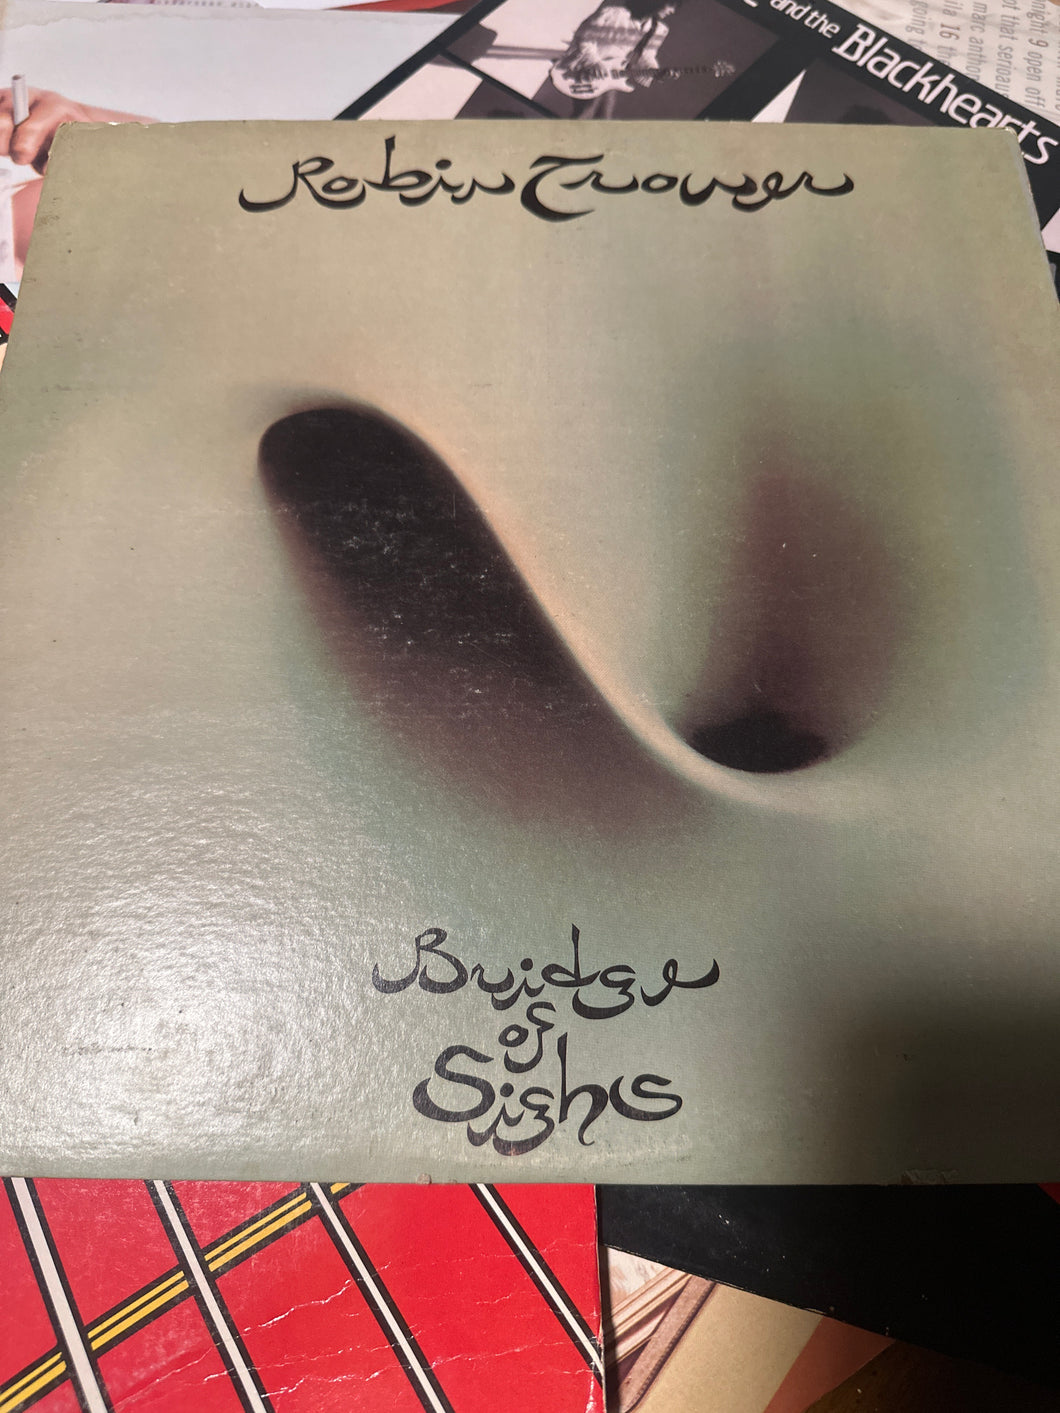 and the
Blackhearts
Robin Trower
Bridge
of
Sighs